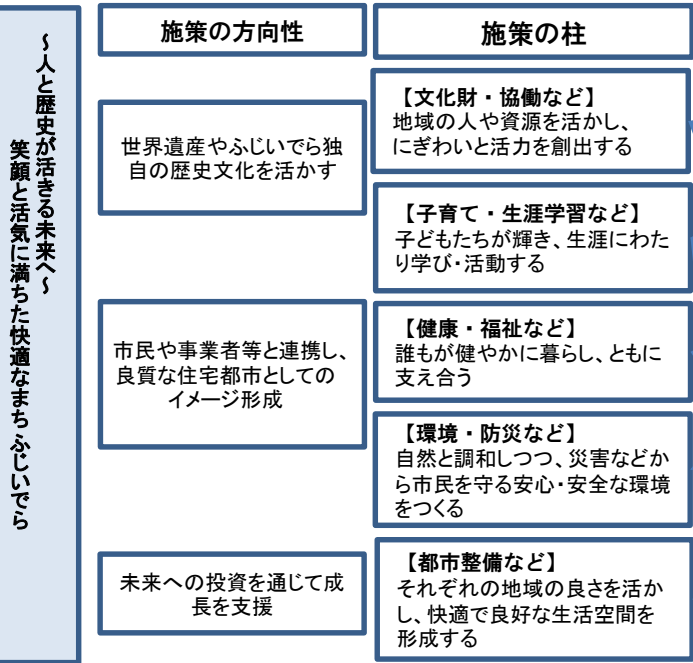 ～人と歴史が活きる未来へ～
笑顔と活気に満ちた快適なまち ふじいでら
施策の方向性
施策の柱
世界遺産やふじいでら独
自の歴史文化を活かす
【文化財・協働など】
地域の人や資源を活かし、
にぎわいと活力を創出する
【子育て・生涯学習など】
子どもたちが輝き、生涯にわた
り学び・活動する
市民や事業者等と連携し、
良質な住宅都市としての
イメージ形成
【健康・福祉など】
誰もが健やかに暮らし、ともに
支え合う
【環境・防災など】
自然と調和しつつ、災害などか
ら市民を守る安心・安全な環境
をつくる
未来への投資を通じて成
長を支援
【都市整備など】
それぞれの地域の良さを活か
し、快適で良好な生活空間を
形成する